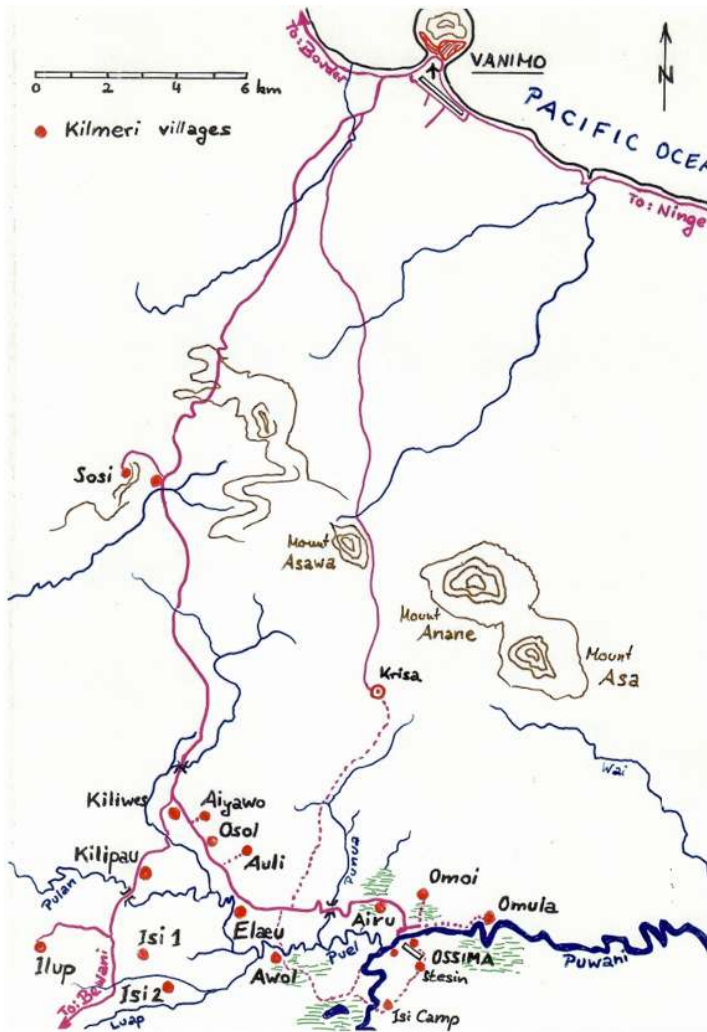 To: Border
VANIMO
N
0 2 4 6 km
PACIFIC OCEA
Kilmeri villages
To: Ninge
Sosi
Mount
Asawa
Mount
Anane
Mount
Asa
Krisa
Wai
Kiliwes
Aiyawo
Osol
Auli
Kilipau
Punua
Pulan
Omoi
Omula
Airu
Elæu
Isi 1
Ilup
Puel
OSSIMA
Stesin
Puwani
Awol
Isi 2
To: Bewani
Luap
Isi Camp